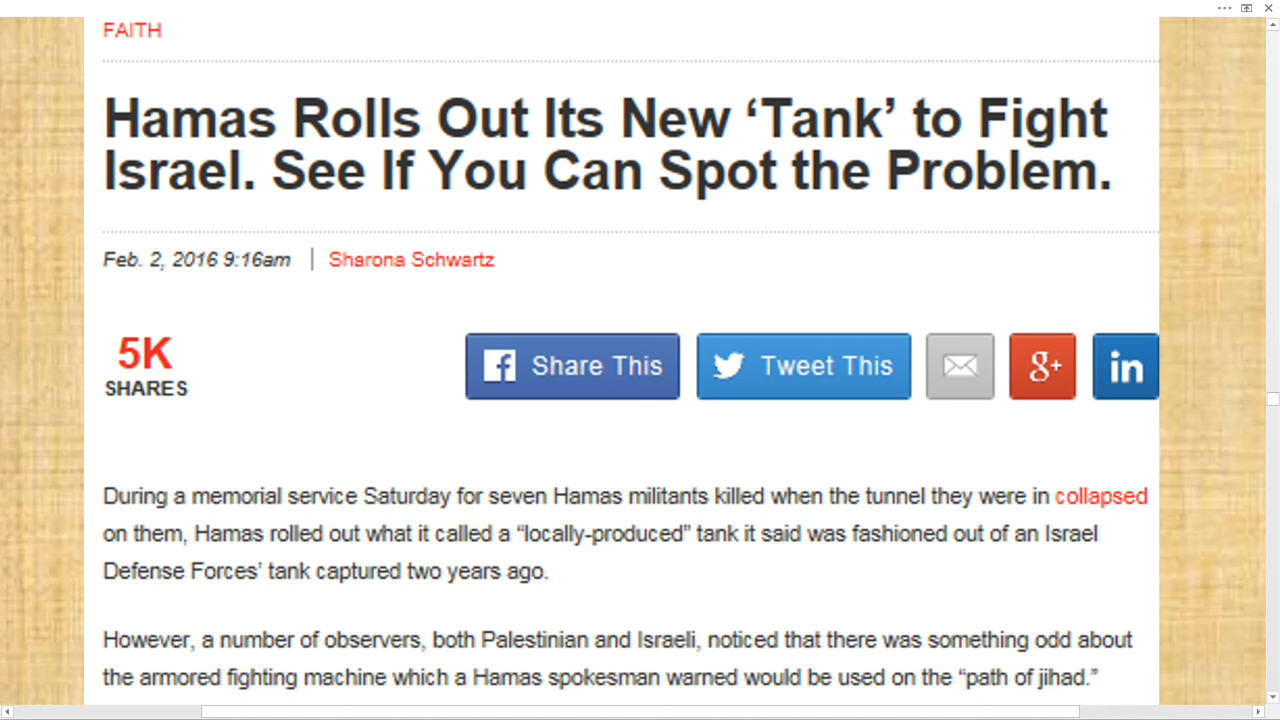 FAITH
Hamas Rolls Out Its New ‘Tank’ to Fight
Israel. See If You Can Spot the Problem.
Feb. 2, 2016 9:16am | Sharona Schwartz
5K
SHARES
Share This
Tweet This
g+
in
During a memorial service Saturday for seven Hamas militants killed when the tunnel they were in collapsed
on them, Hamas rolled out what it called a “locally-produced” tank it said was fashioned out of an Israel
Defense Forces’ tank captured two years ago.
However, a number of observers, both Palestinian and Israeli, noticed that there was something odd about
the armored fighting machine which a Hamas spokesman warned would be used on the “path of jihad.”